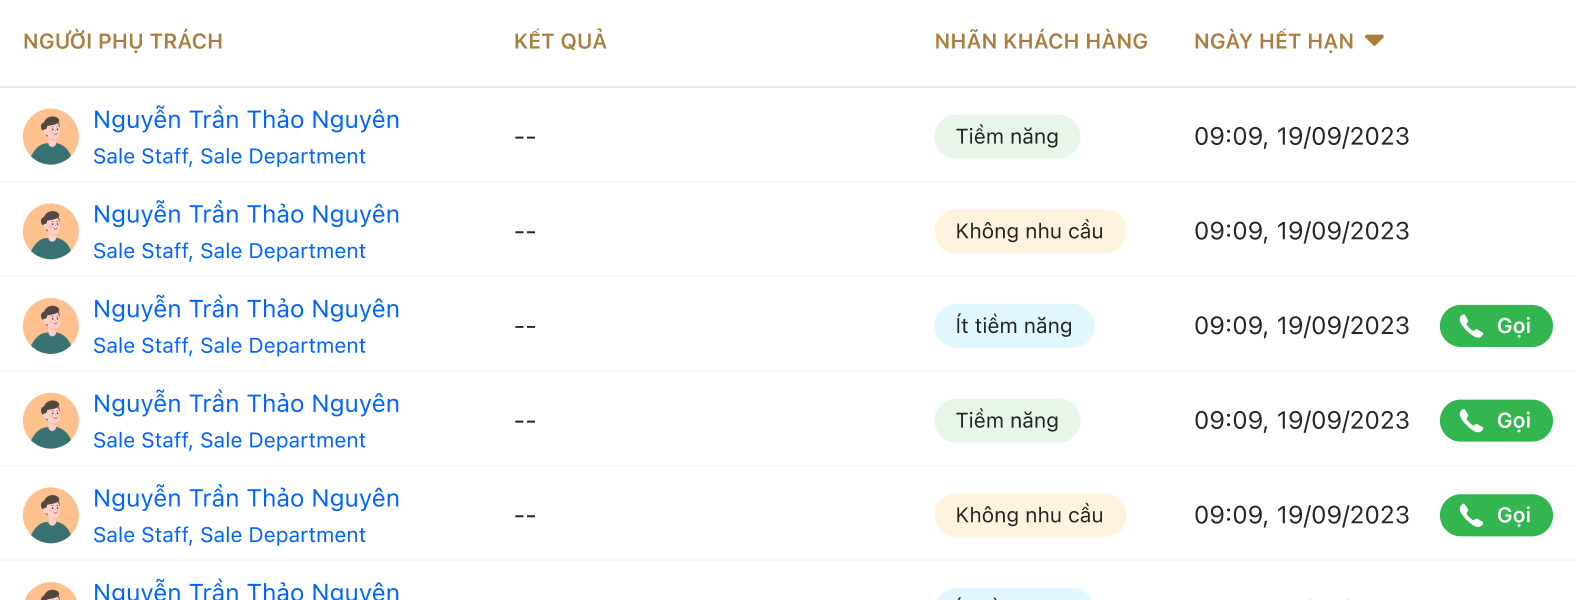 NGƯỜI PHỤ TRÁCH KẾT QUẢ NHÃN KHÁCH HÀNG NGÀY HẾT HẠN
Nguyễn Trần Thảo Nguyên
Sale Staff, Sale Department
-- Tiềm năng 09:09, 19/09/2023
Nguyễn Trần Thảo Nguyên
Sale Staff, Sale Department
-- Không nhu cầu 09:09, 19/09/2023
Nguyễn Trần Thảo Nguyên
Sale Staff, Sale Department
-- Ít tiềm năng 09:09, 19/09/2023 Gọi
Nguyễn Trần Thảo Nguyên
Sale Staff, Sale Department
-- Tiềm năng 09:09, 19/09/2023 Gọi
Nguyễn Trần Thảo Nguyên
Sale Staff, Sale Department
-- Không nhu cầu 09:09, 19/09/2023 Gọi
Nguyễn Trần Thảo Nguyên